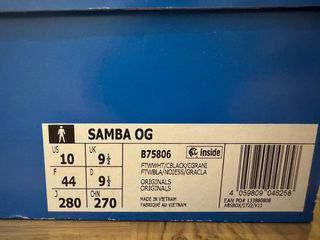 SAMBA OG
US 10
UK 9½
F 44
D 9½
J 280
CHN 270
B75806
Inside
FTWWHT/CBLACK/CGRANI
FTWBLA/NOIESS/GRACLA
ORIGINALS
ORIGINALS
MADE IN VIETNAM
FABRIQUÉ AU VIETNAM
4 059809 046258